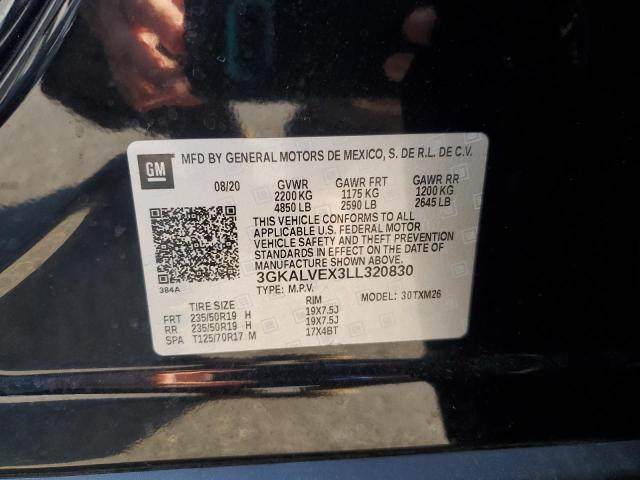 GM
MFD BY GENERAL MOTORS DE MEXICO, S. DE R.L. DE C.V.
08/20 GVWR GAWR FRT GAWR RR
2200 KG 1175 KG 1200 KG
4850 LB 2590 LB 2645 LB
THIS VEHICLE CONFORMS TO ALL
APPLICABLE U.S. FEDERAL MOTOR
VEHICLE SAFETY AND THEFT PREVENTION
STANDARDS IN EFFECT ON THE DATE OF
MANUFACTURE SHOWN ABOVE.
3GKALVEX3LL320830
384A TYPE: M.P.V. MODEL: 30TXM26
TIRE SIZE RIM
FRT 235/50R19 H 19X7.5J
RR 235/50R19 H 19X7.5J
SPA T125/70R17 M 17X4BT